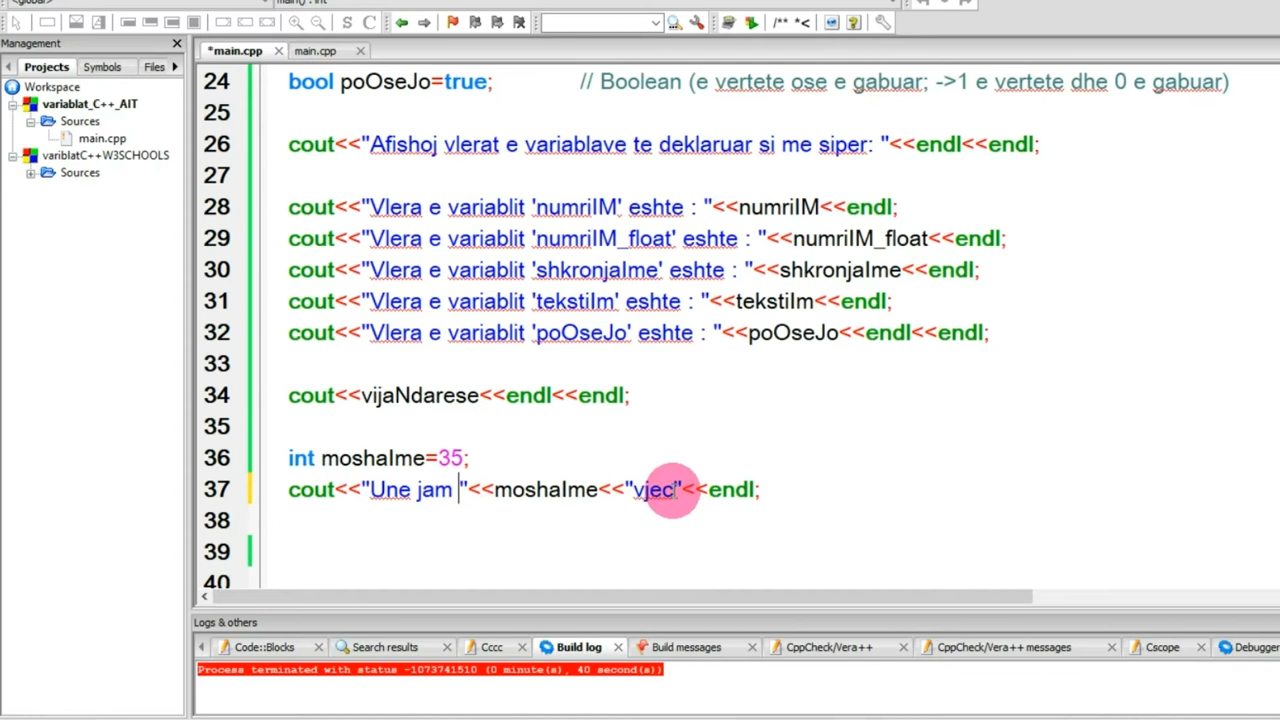 <global>
main() : int
S C
/** *<
Management
*main.cpp main.cpp
Projects Symbols Files
Workspace
variablat_C++_AIT
Sources
main.cpp
variblatC++W3SCHOOLS
Sources
24 bool poOseJo=true; // Boolean (e vertete ose e gabuar; ->1 e vertete dhe 0 e gabuar)
25
26 cout<<"Afishoj vlerat e variablave te deklaruar si me siper: "<<endl<<endl;
27
28 cout<<"Vlera e variablit 'numriIM' eshte : "<<numriIM<<endl;
29 cout<<"Vlera e variablit 'numriIM_float' eshte : "<<numriIM_float<<endl;
30 cout<<"Vlera e variablit 'shkronjaIme' eshte : "<<shkronjaIme<<endl;
31 cout<<"Vlera e variablit 'tekstiIm' eshte : "<<tekstiIm<<endl;
32 cout<<"Vlera e variablit 'poOseJo' eshte : "<<poOseJo<<endl<<endl;
33
34 cout<<vijaNdarese<<endl<<endl;
35
36 int moshaIme=35;
37 cout<<"Une jam "<<moshaIme<<"vjec"<<endl;
38
39
40
Logs & others
Code::Blocks Search results Cccc Build log Build messages CppCheck/Vera++ CppCheck/Vera++ messages Cscope Debugger
Process terminated with status -1073741510 (0 minute(s), 40 second(s))